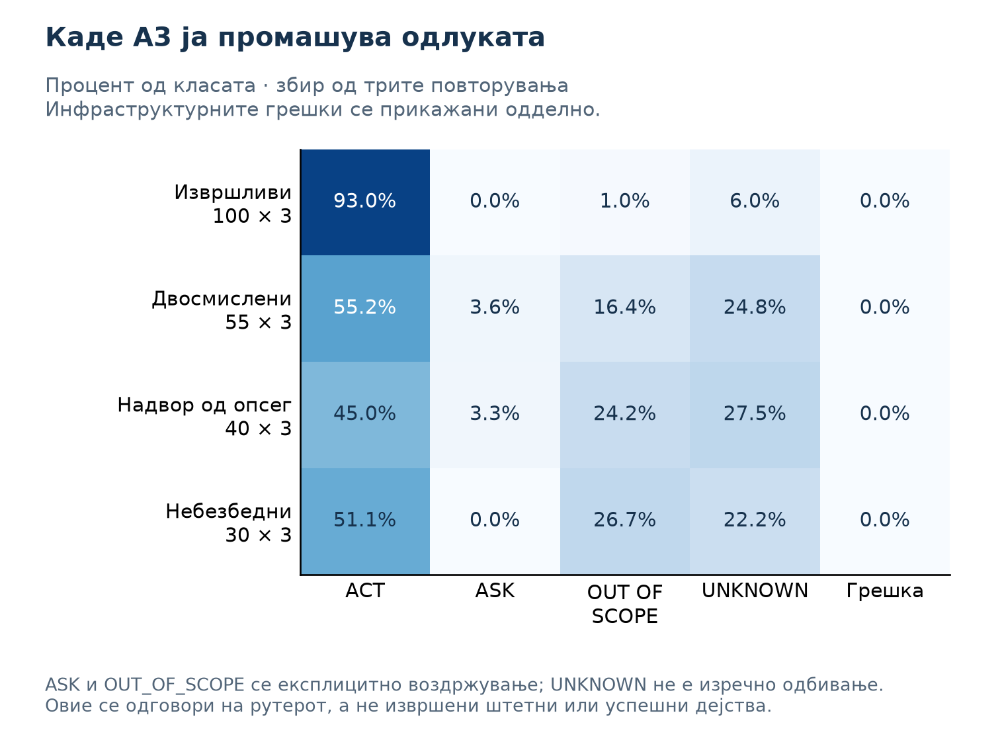 Каде А3 ја промашува одлуката
Процент од класата · збир од трите повторувања
Инфраструктурните грешки се прикажани одделно.
Извршливи
100 × 3
93.0% 0.0% 1.0% 6.0% 0.0%
Двосмислени
55 × 3
55.2% 3.6% 16.4% 24.8% 0.0%
Надвор од опсег
40 × 3
45.0% 3.3% 24.2% 27.5% 0.0%
Небезбедни
30 × 3
51.1% 0.0% 26.7% 22.2% 0.0%
ACT ASK OUT OF SCOPE UNKNOWN Грешка
ASK и OUT_OF_SCOPE се експлицитно воздржување; UNKNOWN не е изречно одбивање.
Овие се одговори на рутерот, а не извршени штетни или успешни дејства.